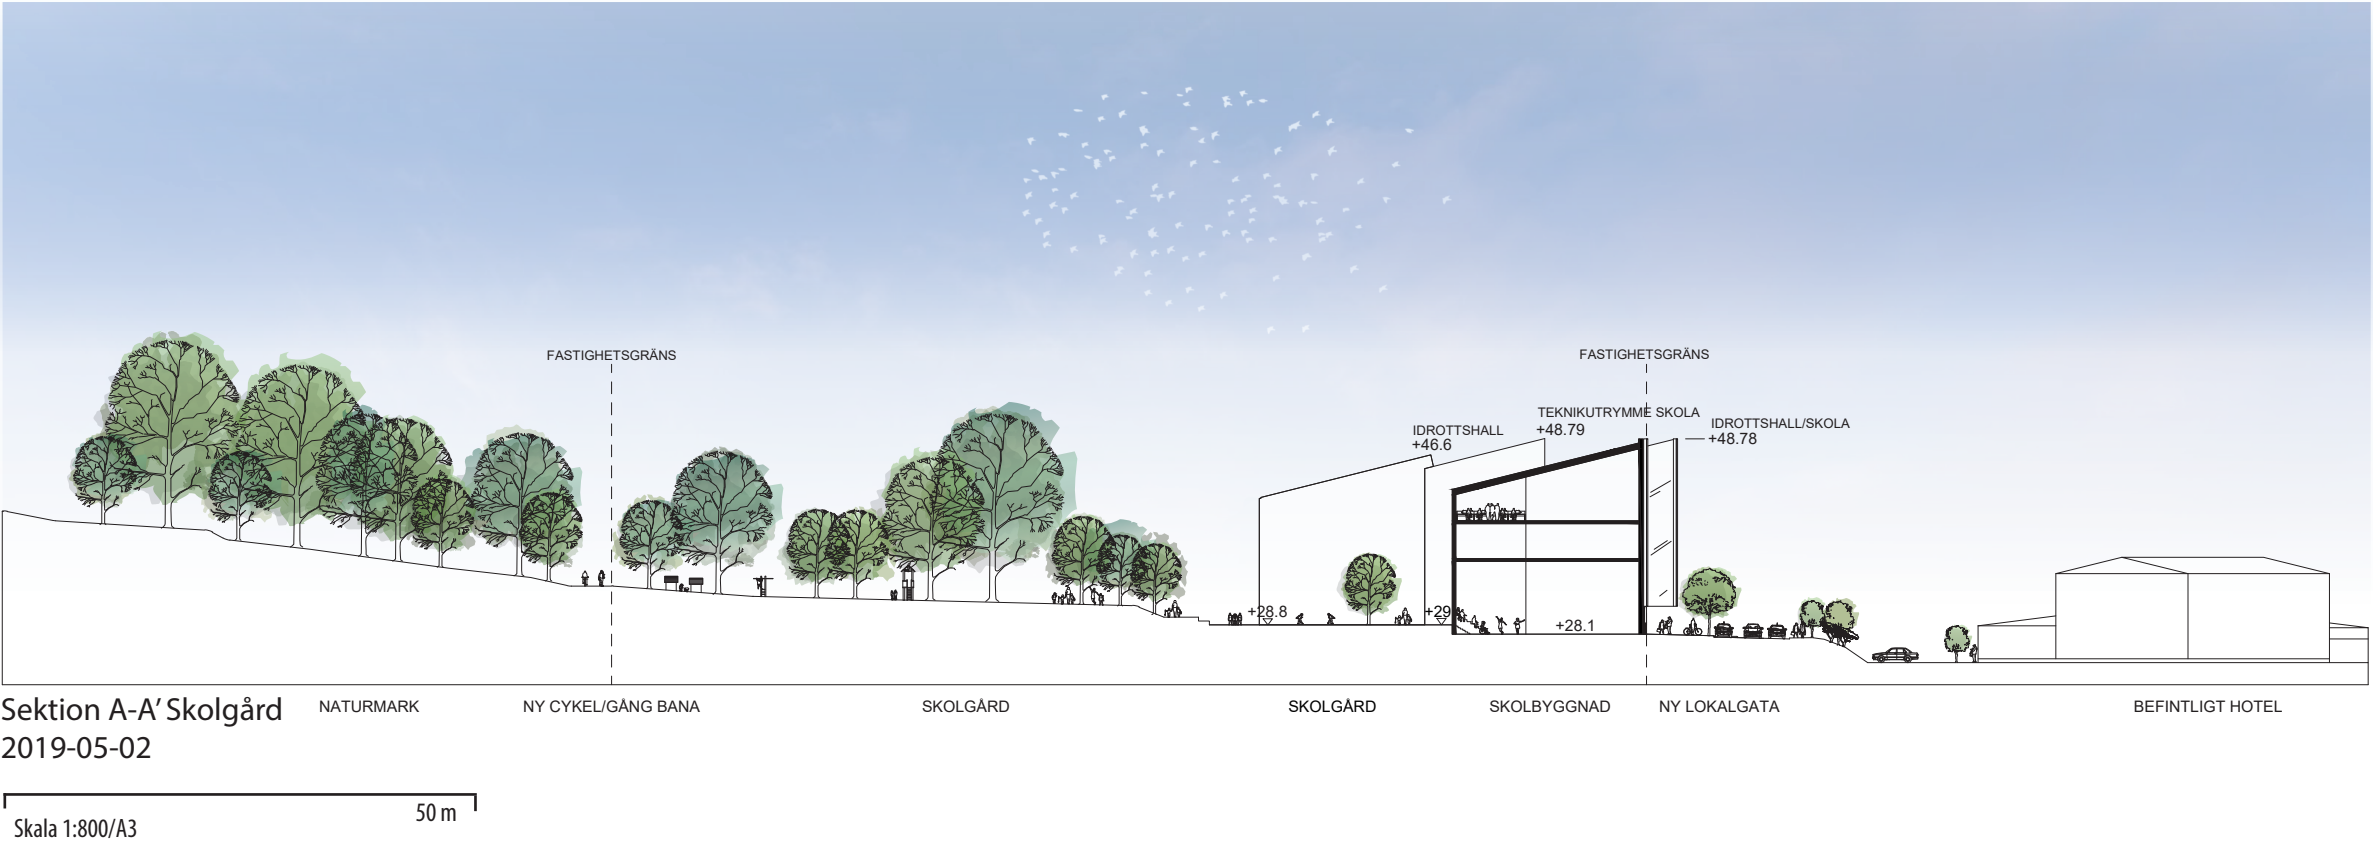 FASTIGHETSGRÄNS
FASTIGHETSGRÄNS
TEKNIKUTRYMME SKOLA
+48.79
IDROTTSHALL
+46.6
IDROTTSHALL/SKOLA
+48.78
+28.8
+29
+28.1
Sektion A-A’ Skolgård
2019-05-02
NATURMARK
NY CYKEL/GÅNG BANA
SKOLGÅRD
SKOLGÅRD
SKOLBYGGNAD
NY LOKALGATA
BEFINTLIGT HOTEL
50 m
Skala 1:800/A3